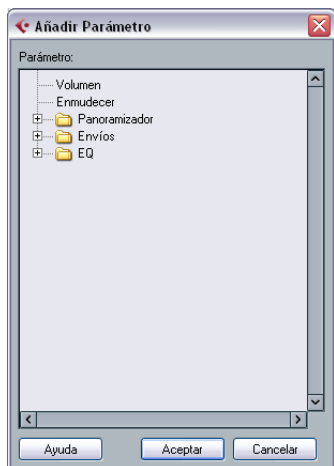 Añadir Parámetro
Parámetro:
Volumen
Enmudecer
Panoramizador
Envíos
EQ
Ayuda Aceptar Cancelar